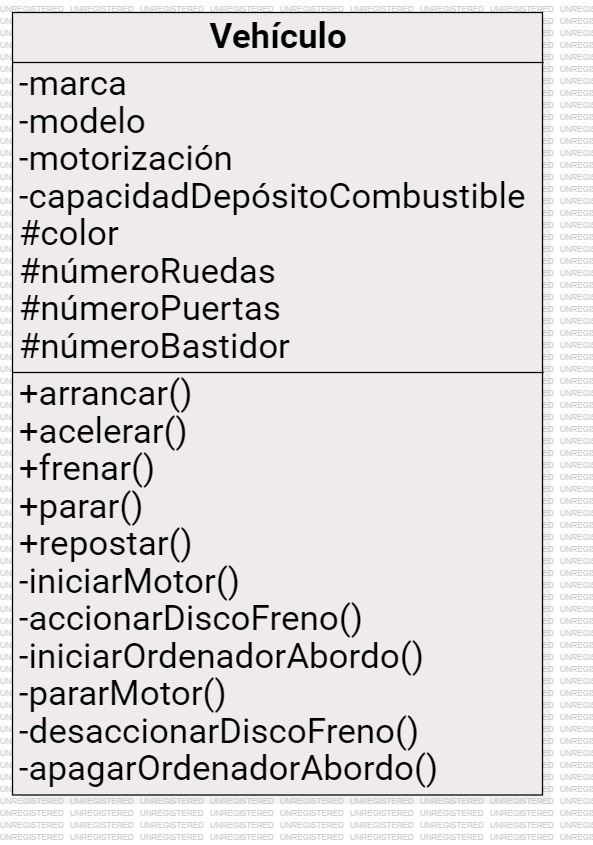 Vehículo
-marca
-modelo
-motorización
-capacidadDepósitoCombustible
#color
#númeroRuedas
#númeroPuertas
#númeroBastidor
+arrancar()
+acelerar()
+frenar()
+parar()
+repostar()
-iniciarMotor()
-accionarDiscoFreno()
-iniciarOrdenadorAbordo()
-pararMotor()
-desaccionarDiscoFreno()
-apagarOrdenadorAbordo()
UNREGISTERED UNREGISTERED UNREGISTERED UNREGISTERED UNREGISTERED UNREGISTERED UNREGISTERED